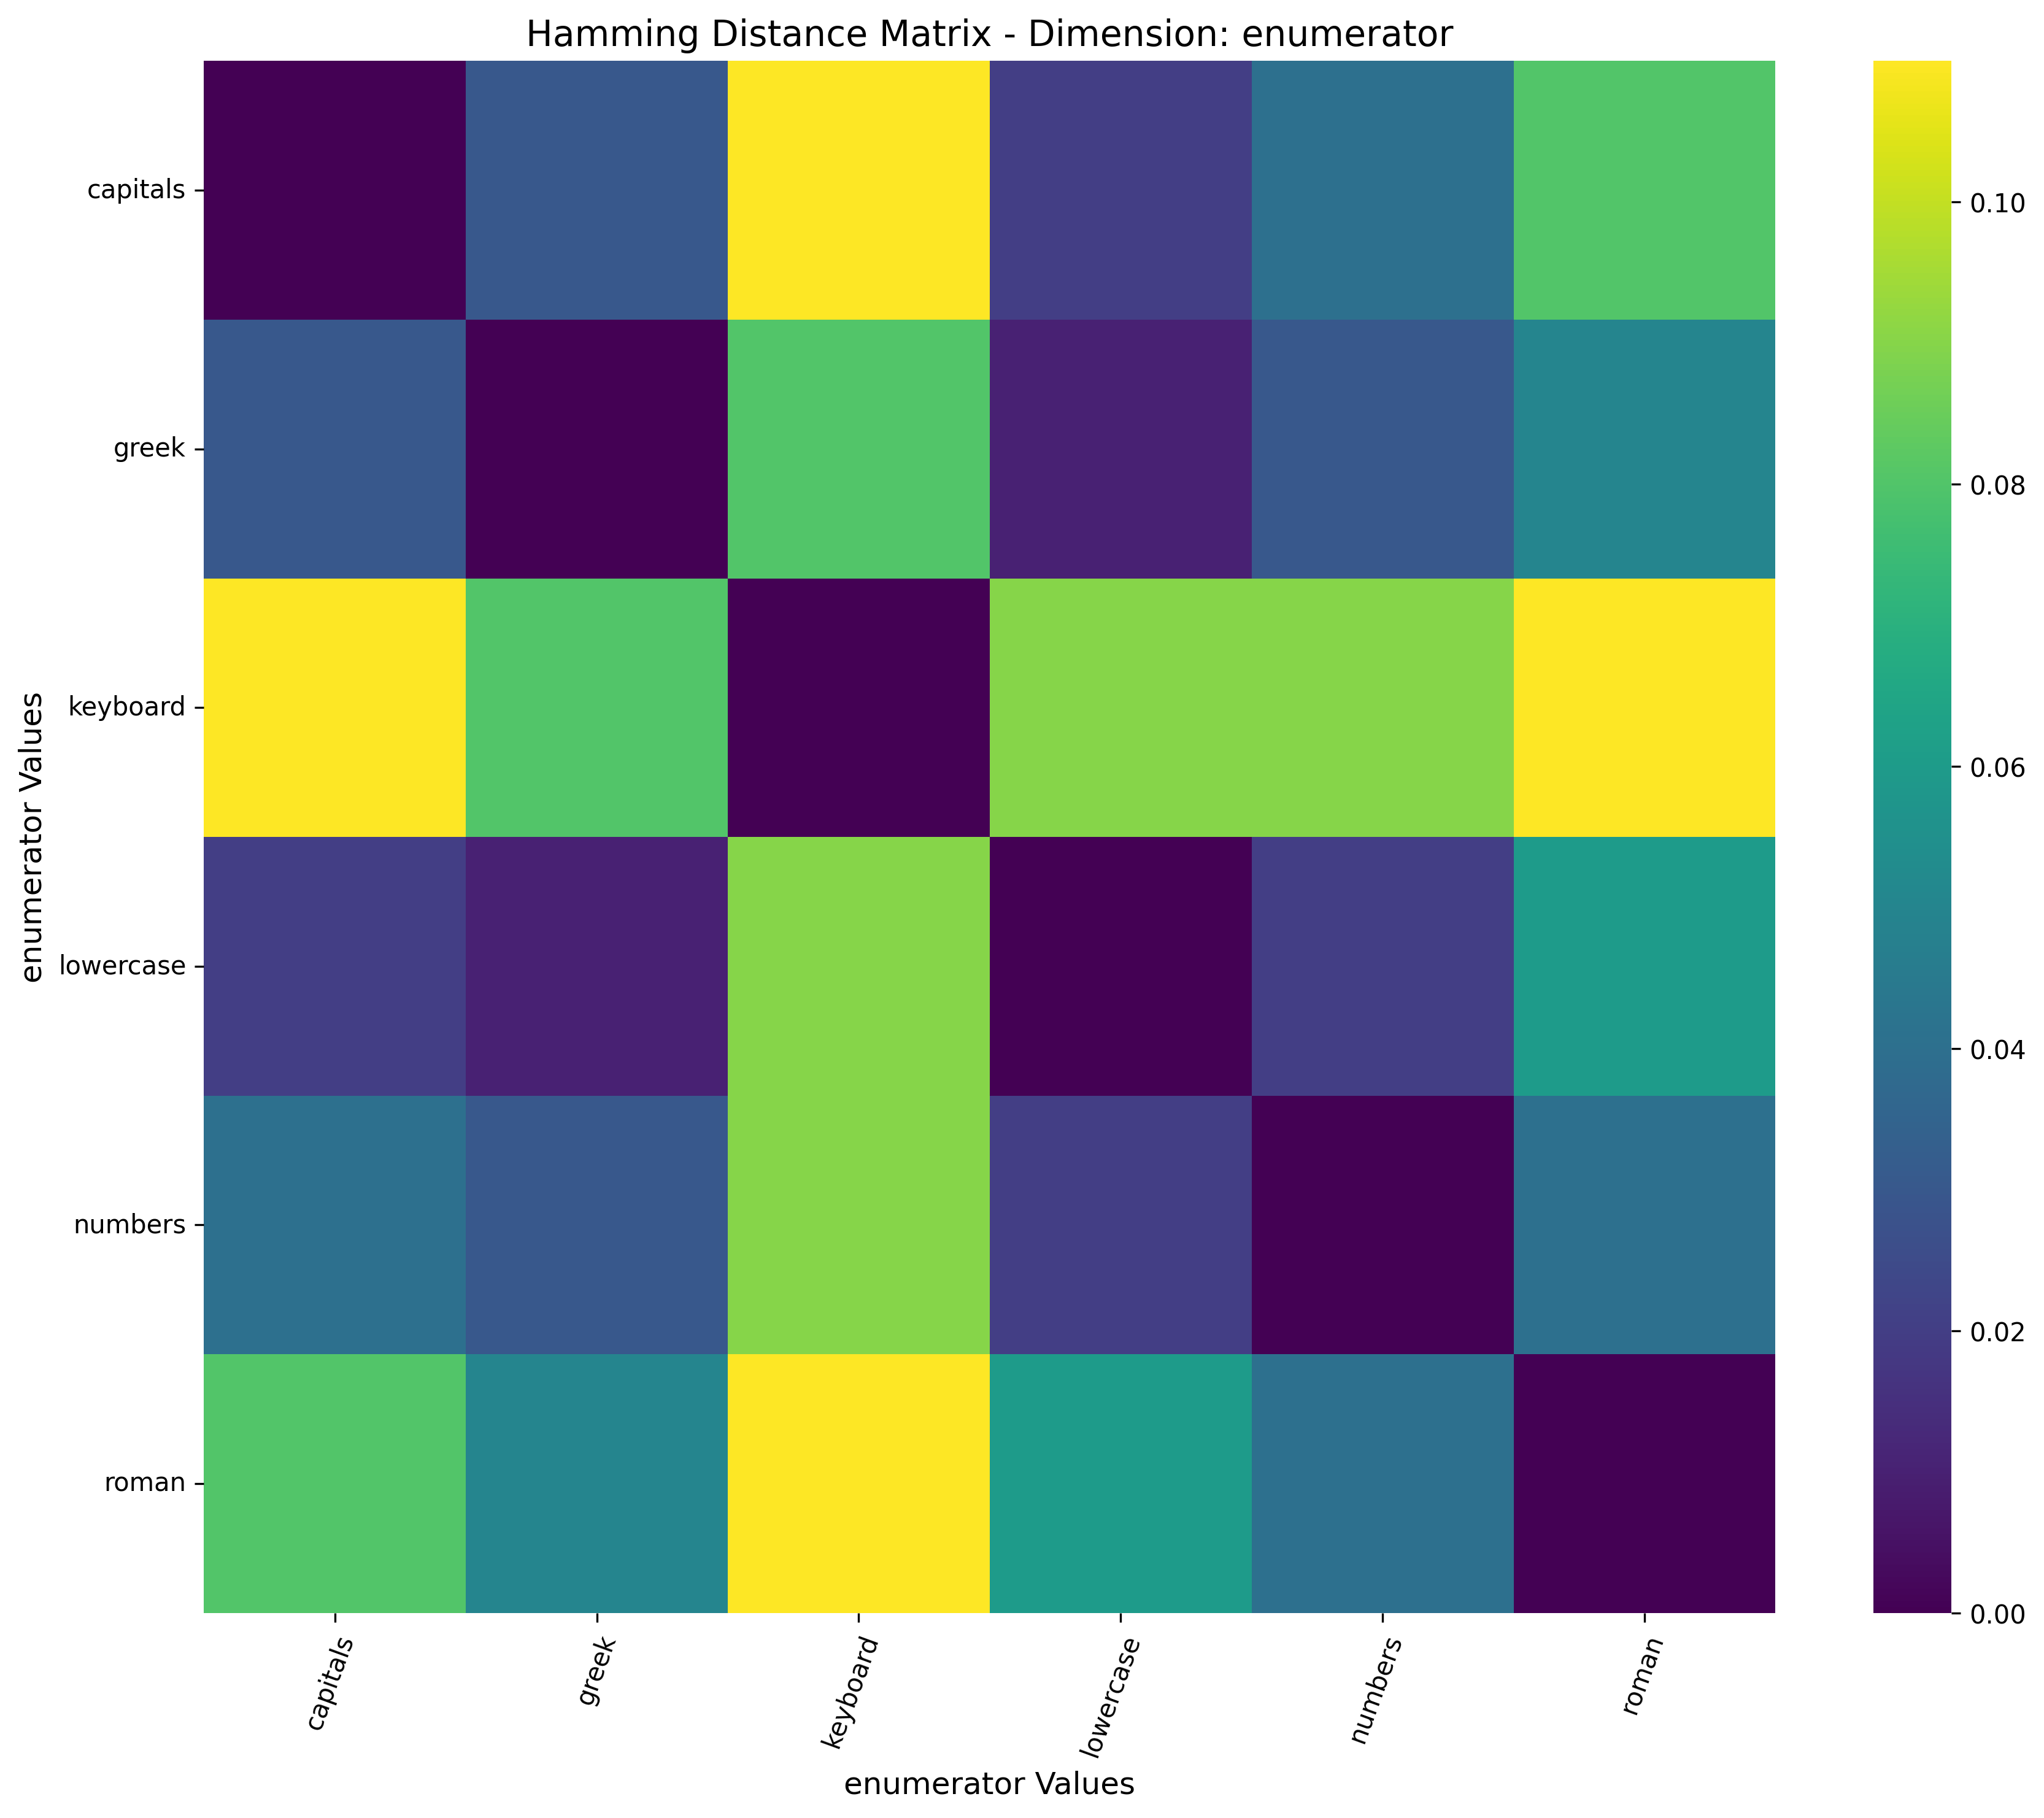 Hamming Distance Matrix - Dimension: enumerator
enumerator Values
capitals
greek
keyboard
lowercase
numbers
roman
capitals
greek
keyboard
lowercase
numbers
roman
enumerator Values
0.10
0.08
0.06
0.04
0.02
0.00